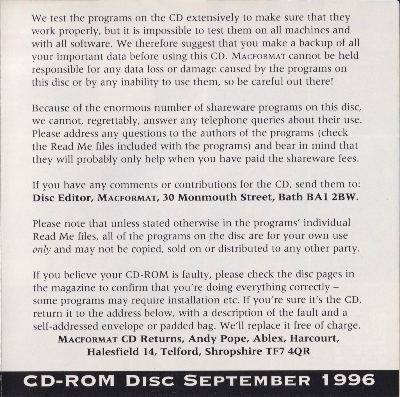 We test the programs on the CD extensively to make sure that they
work properly, but it is impossible to test them on all machines and
with all software. We therefore suggest that you make a backup of all
your important data before using this CD. MACFORMAT cannot be held
responsible for any data loss or damage caused by the programs on
this disc or by any inability to use them, so be careful out there!
Because of the enormous number of shareware programs on this disc,
we cannot, regrettably, answer any telephone queries about their use.
Please address any questions to the authors of the programs (check
the Read Me files included with the programs) and bear in mind that
they will probably only help when you have paid the shareware fees.
If you have any comments or contributions for the CD, send them to:
Disc Editor, MACFORMAT, 30 Monmouth Street, Bath BA1 2BW.
Please note that unless stated otherwise in the programs' individual
Read Me files, all of the programs on the disc are for your own use
only and may not be copied, sold on or distributed to any other party.
If you believe your CD-ROM is faulty, please check the disc pages in
the magazine to confirm that you're doing everything correctly –
some programs may require installation etc. If you're sure it's the CD,
return it to the address below, with a description of the fault and a
self-addressed envelope or padded bag. We'll replace it free of charge.
MACFORMAT CD Returns, Andy Pope, Ablex, Harcourt,
Halesfield 14, Telford, Shropshire TF7 4QR
CD-ROM DISC SEPTEMBER 1996